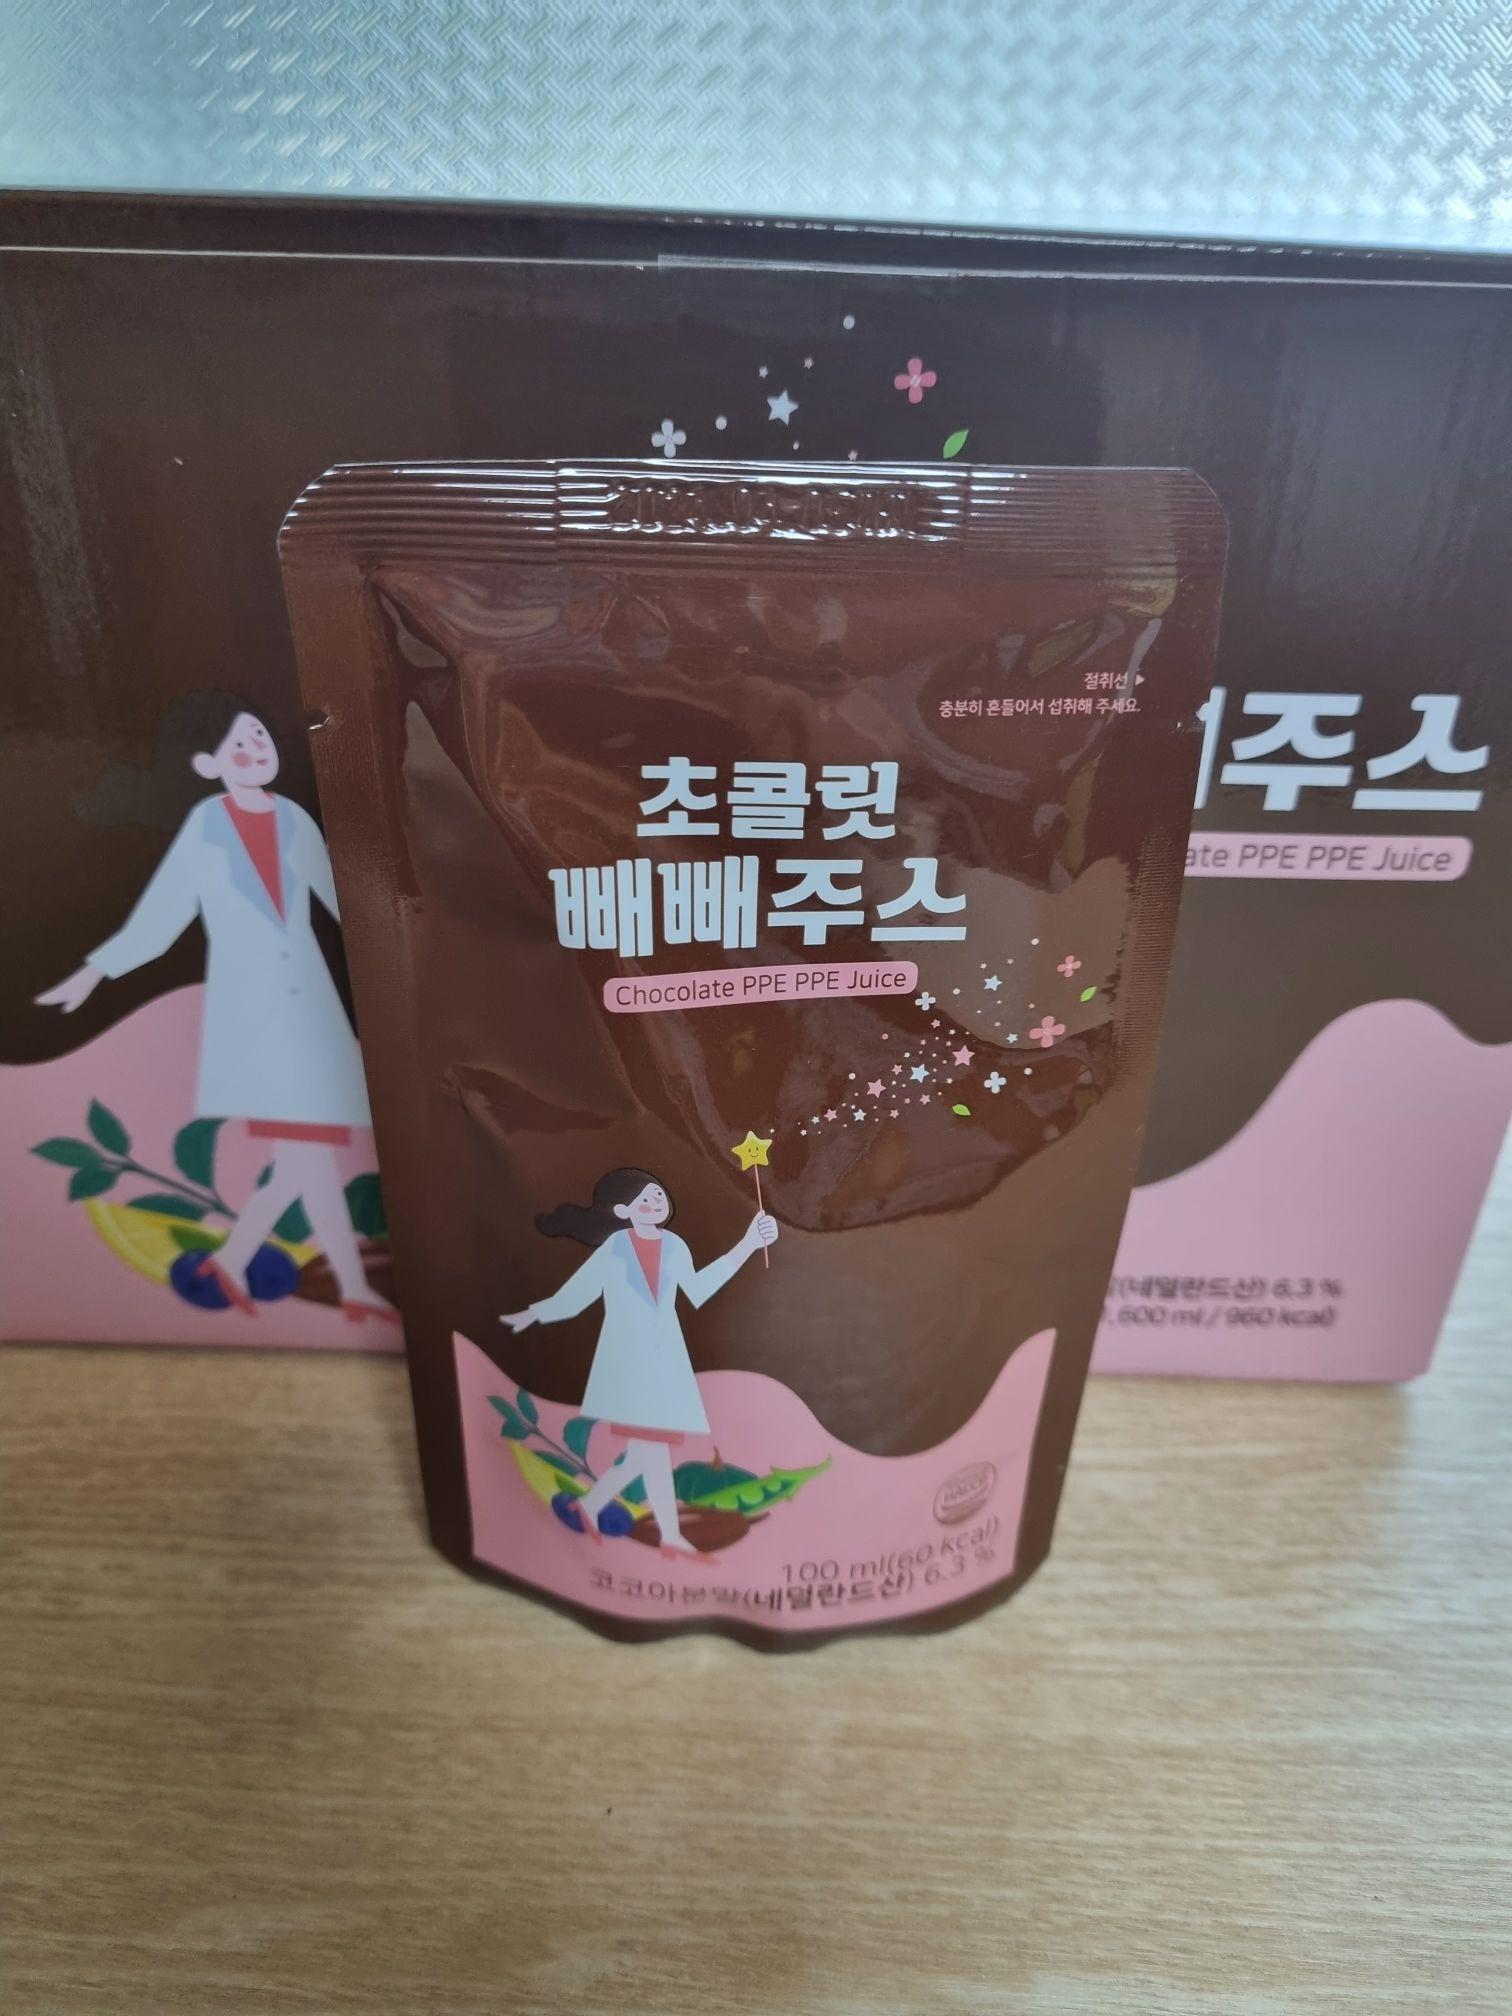 절취선 ▶
충분히 흔들어서 섭취해 주세요.
초콜릿
빼빼주스
Chocolate PPE PPE Juice
HACCP
100 ml(60 kcal)
코코아분말(네덜란드산) 6.3 %
주스
ate PPE PPE Juice
(네덜란드산) 6.3 %
,600 ml / 960 kcal)